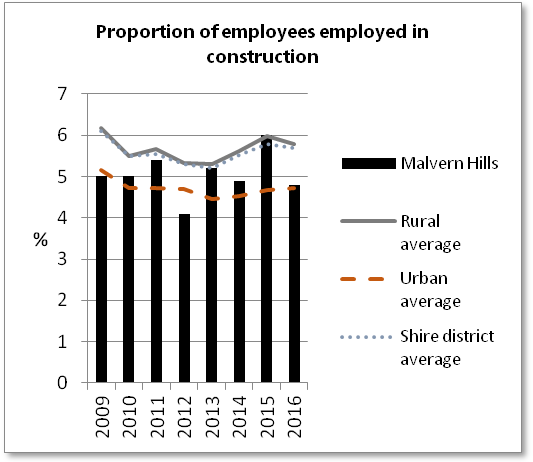 Proportion of employees employed in
construction
7
6
5
4
3
2
1
0
%
2009
2010
2011
2012
2013
2014
2015
2016
Malvern Hills
Rural
average
Urban
average
Shire district
average